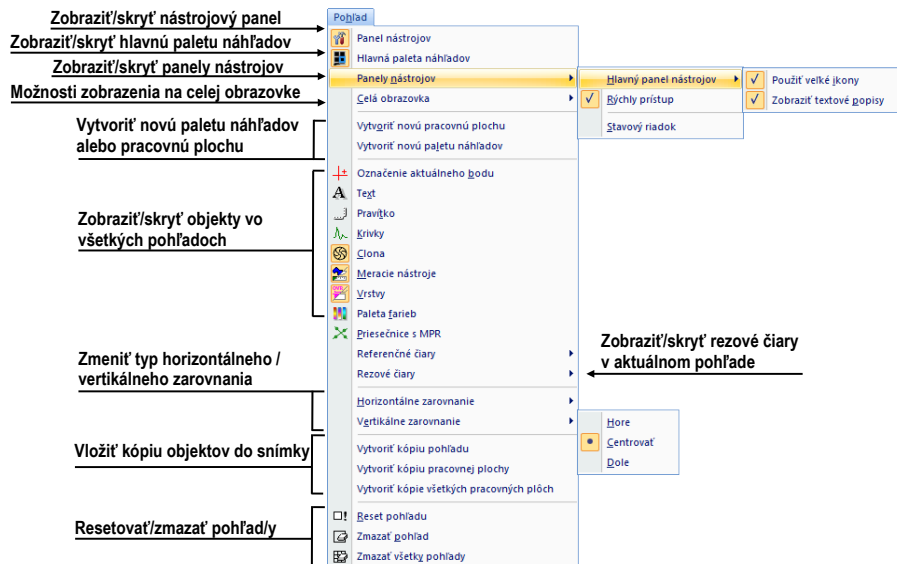 Zobraziť/skryť nástrojový panel
Zobraziť/skryť hlavnú paletu náhľadov
Zobraziť/skryť panely nástrojov
Možnosti zobrazenia na celej obrazovke
Vytvoriť novú paletu náhľadov
alebo pracovnú plochu
Zobraziť/skryť objekty vo
všetkých pohľadoch
Zmeniť typ horizontálneho /
vertikálneho zarovnania
Vložiť kópiu objektov do snímky
Resetovať/zmazať pohľad/y
Pohľad
Panel nástrojov
Hlavná paleta náhľadov
Panely nástrojov
Celá obrazovka
Vytvoriť novú pracovnú plochu
Vytvoriť novú paletu náhľadov
Označenie aktuálneho bodu
Text
Pravítko
Krivky
Clona
Meracie nástroje
Vrstvy
Paleta farieb
Priesečnice s MPR
Referenčné čiary
Rezové čiary
Horizontálne zarovnanie
Vertikálne zarovnanie
Vytvoriť kópiu pohľadu
Vytvoriť kópiu pracovnej plochy
Vytvoriť kópie všetkých pracovných plôch
Reset pohľadu
Zmazať pohľad
Zmazať všetky pohľady
Hlavný panel nástrojov
Rýchly prístup
Stavový riadok
Použiť veľké ikony
Zobraziť textové popisy
Zobraziť/skryť rezové čiary
v aktuálnom pohľade
Hore
Centrovať
Dole